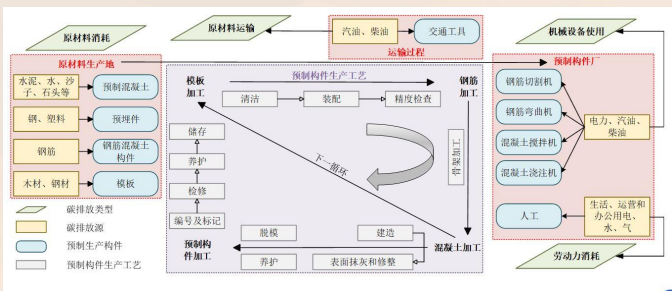 原材料消耗
原材料运输
汽油、柴油
交通工具
运输过程
机械设备使用
原材料生产地
水泥、水、沙
子、石头等
预制混凝土
钢、塑料
预埋件
钢筋
钢筋混凝土
构件
木材、钢材
模板
碳排放类型
碳排放源
预制生产构件
预制构件生产工艺
模板
加工
预制构件生产工艺
钢筋
加工
清洁
装配
精度检查
储存
养护
检修
编号及标记
下一循环
骨架加工
预制构
件加工
脱模
养护
建造
表面抹灰和修整
混凝土加工
预制构件厂
钢筋切割机
钢筋弯曲机
混凝土搅拌机
混凝土浇注机
电力、汽油、
柴油
人工
生活、运营和
办公用电、
水、气
劳动力消耗